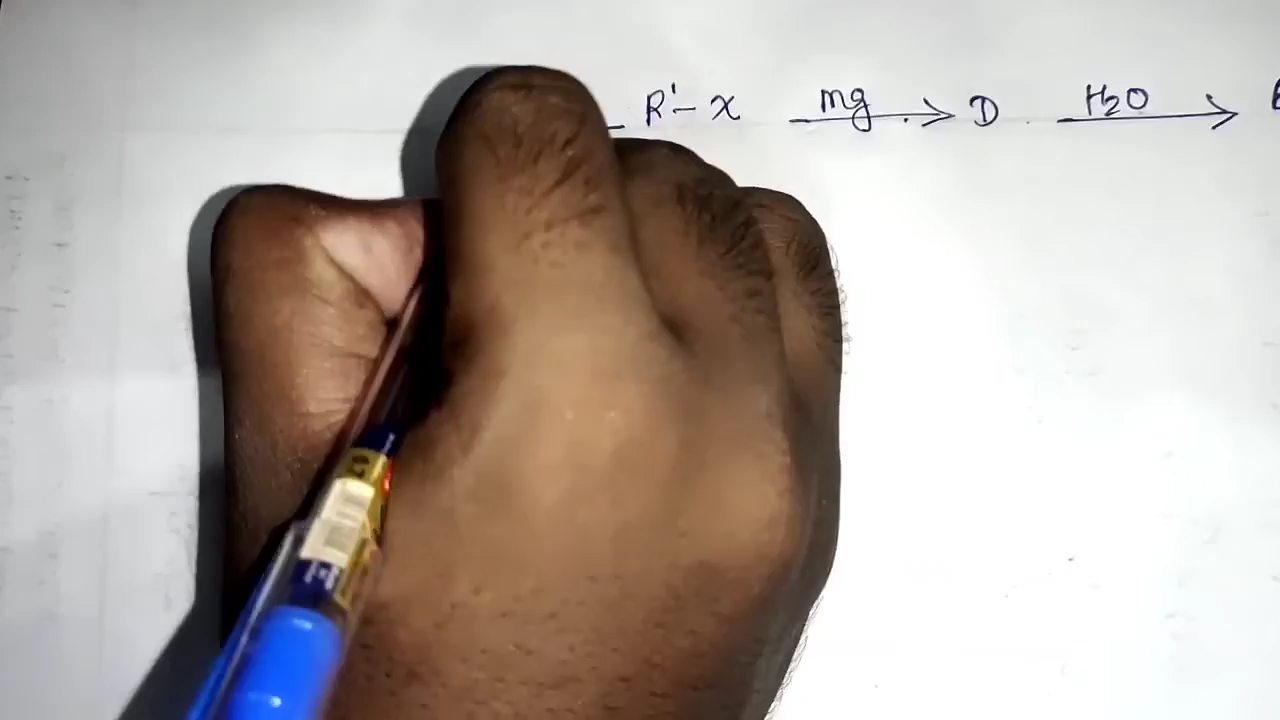 R'- x mg → D H2O →